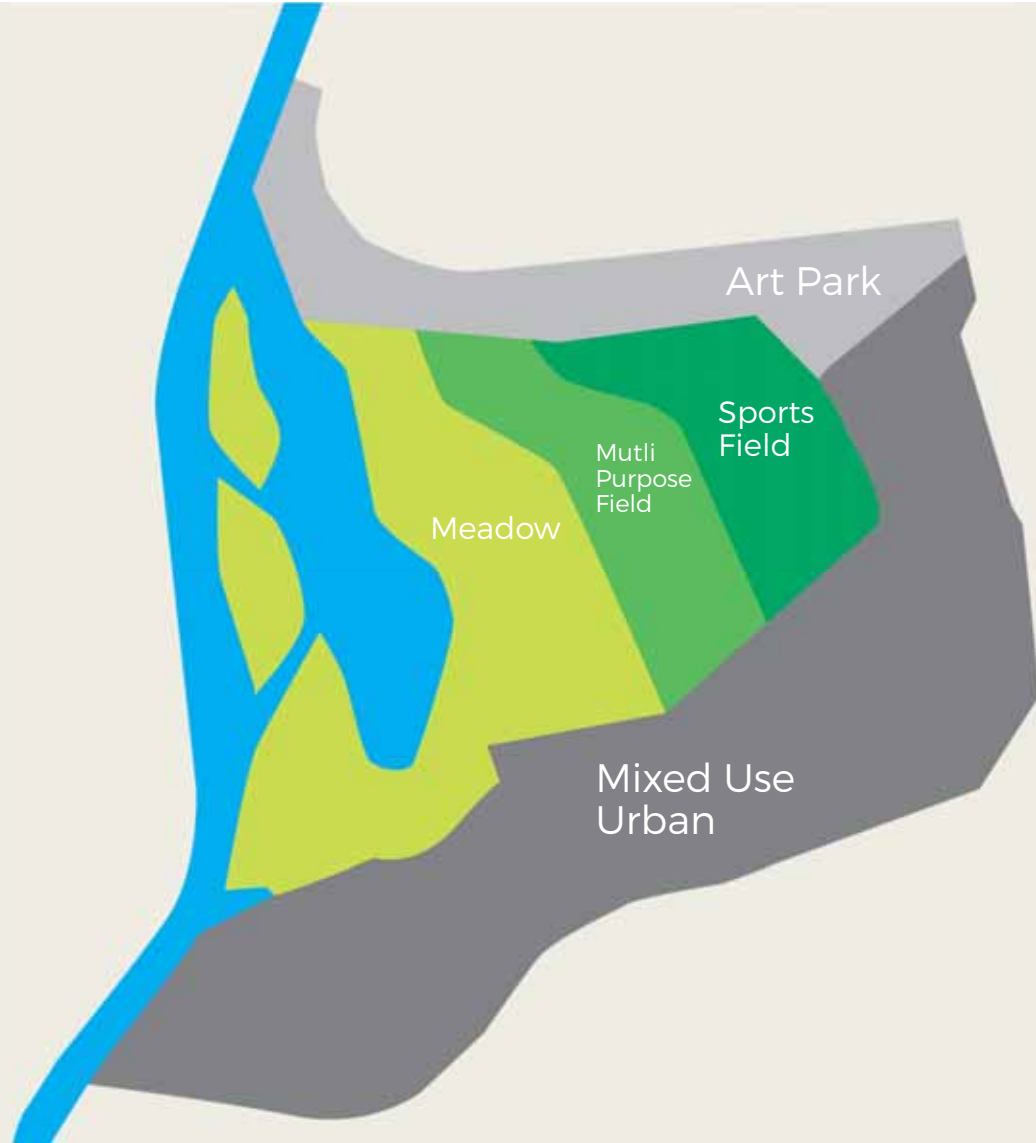 Art Park
Sports
Field
Mutli
Purpose
Field
Meadow
Mixed Use
Urban